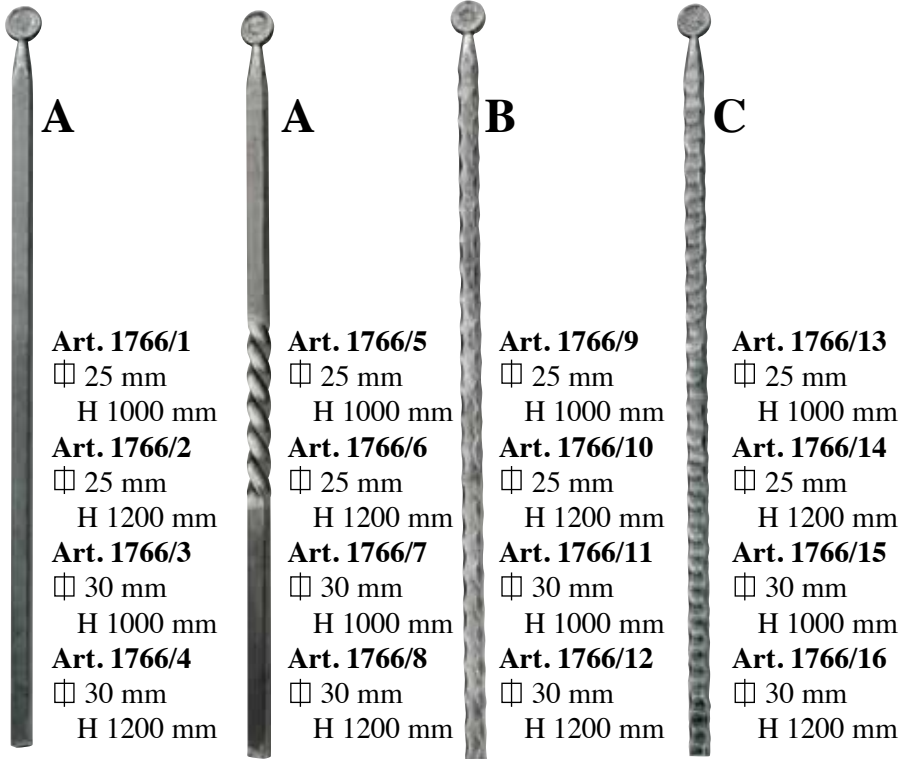 A
A
B
C
Art. 1766/1
25 mm
H 1000 mm
Art. 1766/2
25 mm
H 1200 mm
Art. 1766/3
30 mm
H 1000 mm
Art. 1766/4
30 mm
H 1200 mm
Art. 1766/5
25 mm
H 1000 mm
Art. 1766/6
25 mm
H 1200 mm
Art. 1766/7
30 mm
H 1000 mm
Art. 1766/8
30 mm
H 1200 mm
Art. 1766/9
25 mm
H 1000 mm
Art. 1766/10
25 mm
H 1200 mm
Art. 1766/11
30 mm
H 1000 mm
Art. 1766/12
30 mm
H 1200 mm
Art. 1766/13
25 mm
H 1000 mm
Art. 1766/14
25 mm
H 1200 mm
Art. 1766/15
30 mm
H 1000 mm
Art. 1766/16
30 mm
H 1200 mm